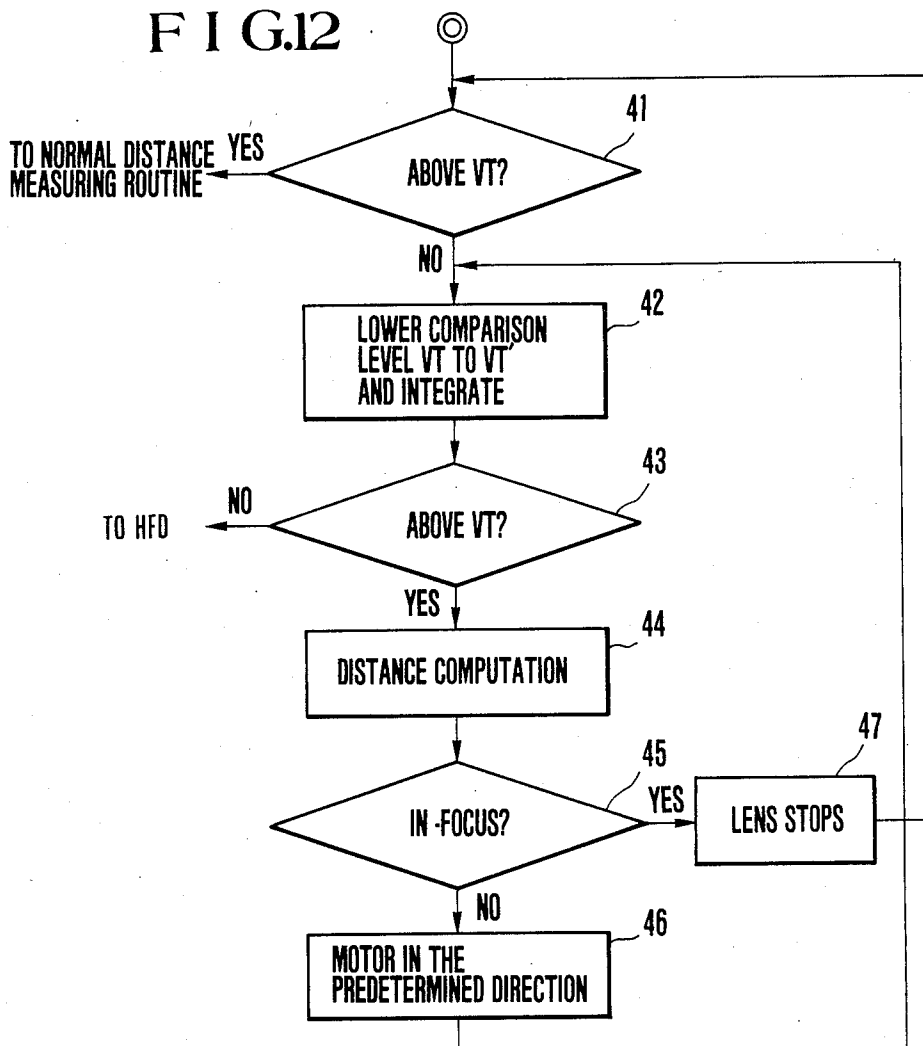 F I G.12
41
TO NORMAL DISTANCE YES
MEASURING ROUTINE
ABOVE VT?
NO
42
LOWER COMPARISON
LEVEL VT TO VT'
AND INTEGRATE
43
NO
TO HFD
ABOVE VT?
YES
44
DISTANCE COMPUTATION
45
47
IN -FOCUS?
YES
LENS STOPS
NO
46
MOTOR IN THE
PREDETERMINED DIRECTION